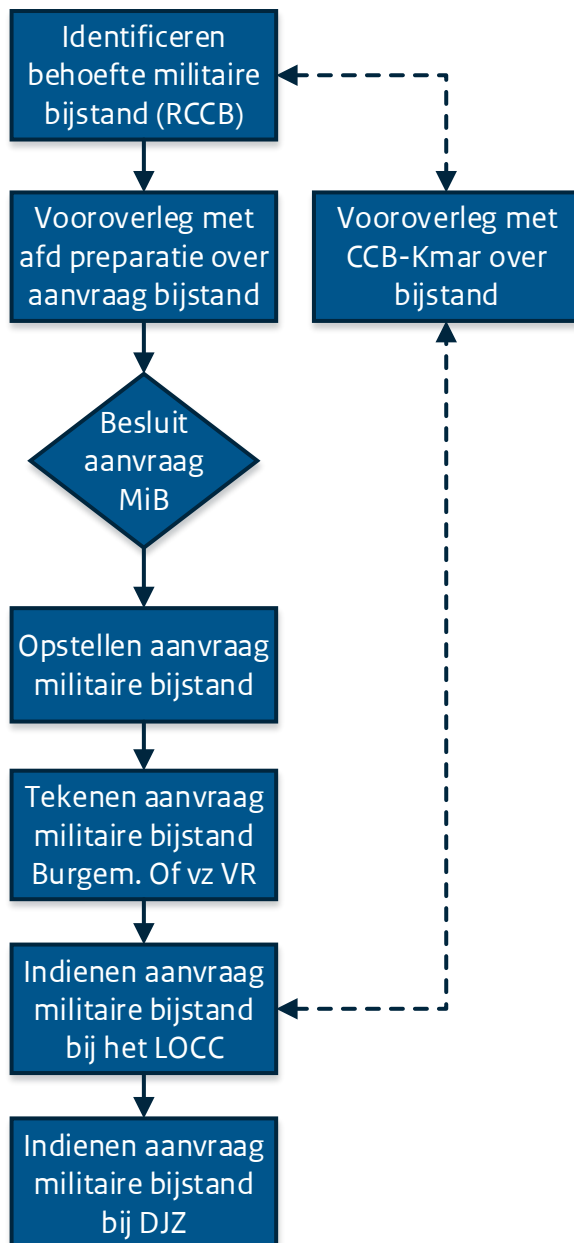 Identificeren
behoefte militaire
bijstand (RCCB)
Vooroverleg met
afd preparatie over
aanvraag bijstand
Vooroverleg met
CCB-Kmar over
bijstand
Besluit
aanvraag
MiB
Opstellen aanvraag
militaire bijstand
Tekenen aanvraag
militaire bijstand
Burgem. Of vz VR
Indienen aanvraag
militaire bijstand
bij het LOCC
Indienen aanvraag
militaire bijstand
bij DJZ